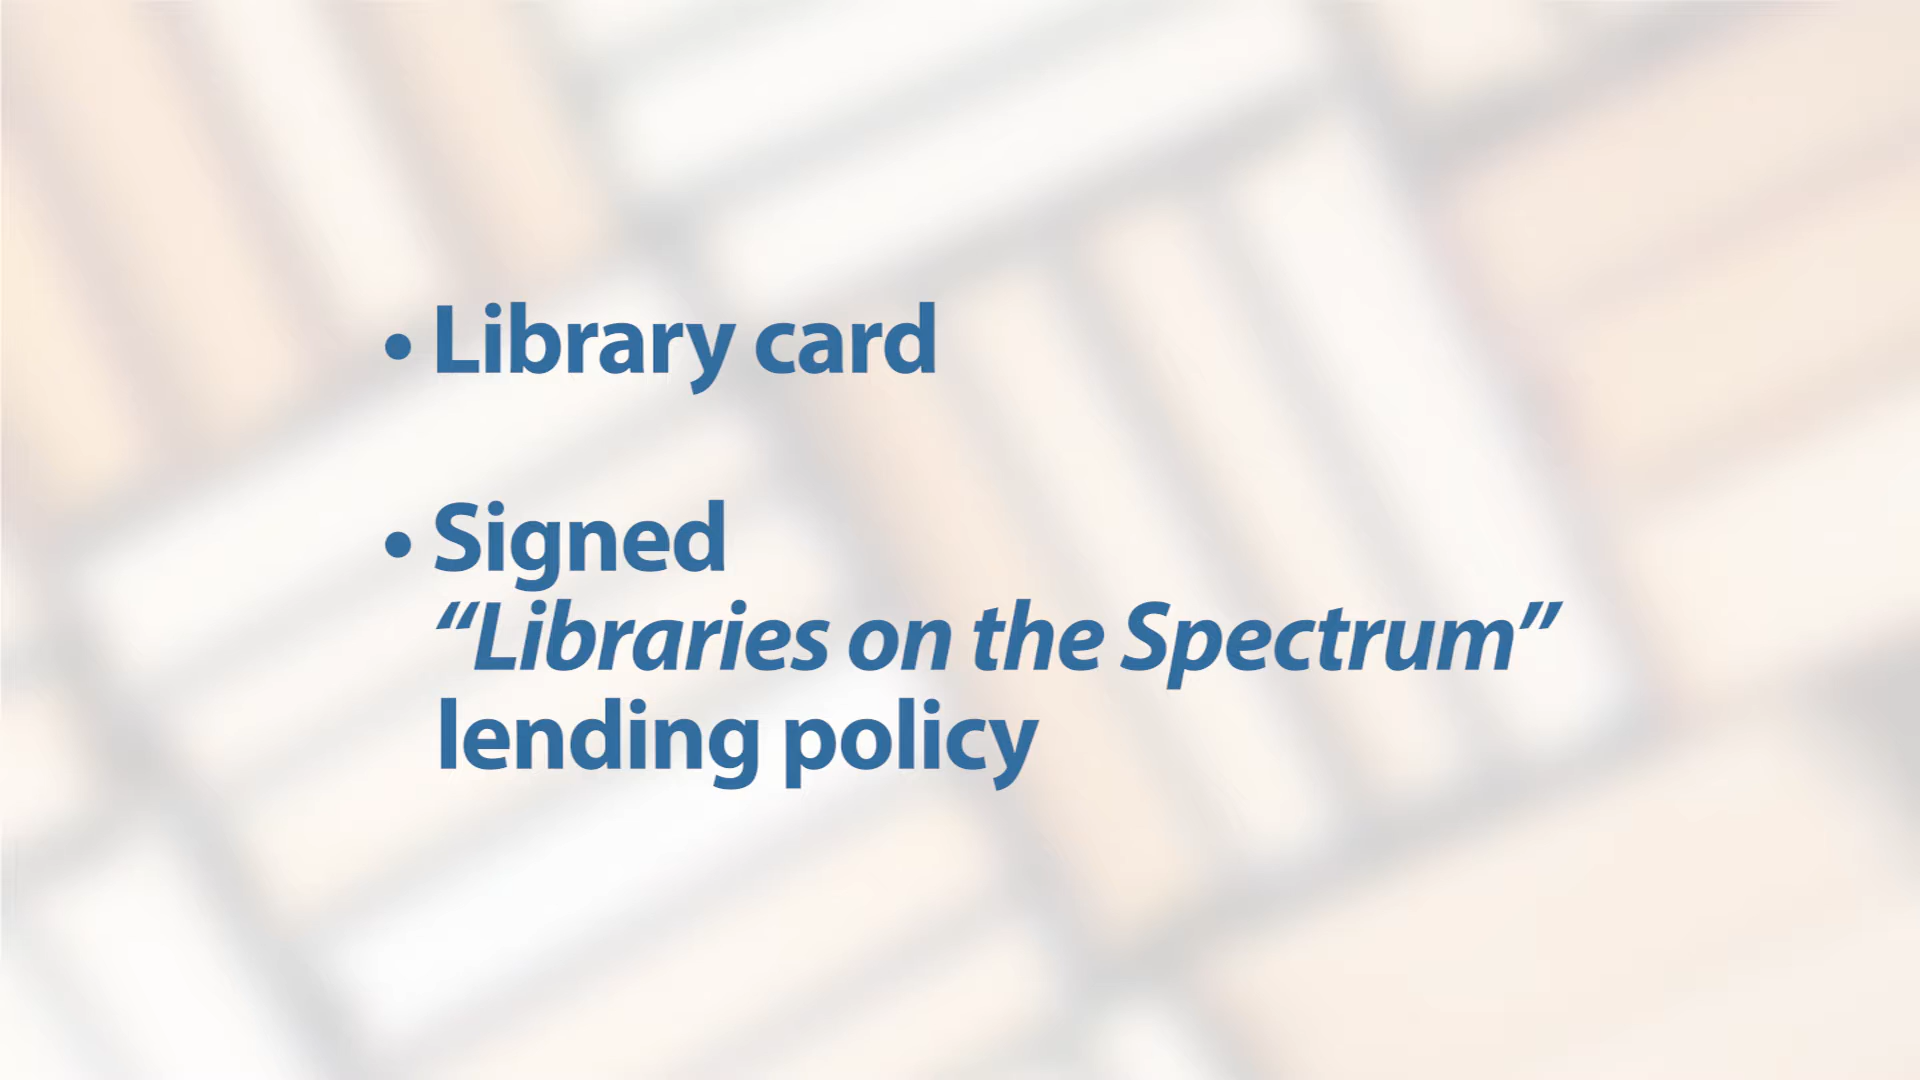 • Library card
• Signed
“Libraries on the Spectrum”
lending policy